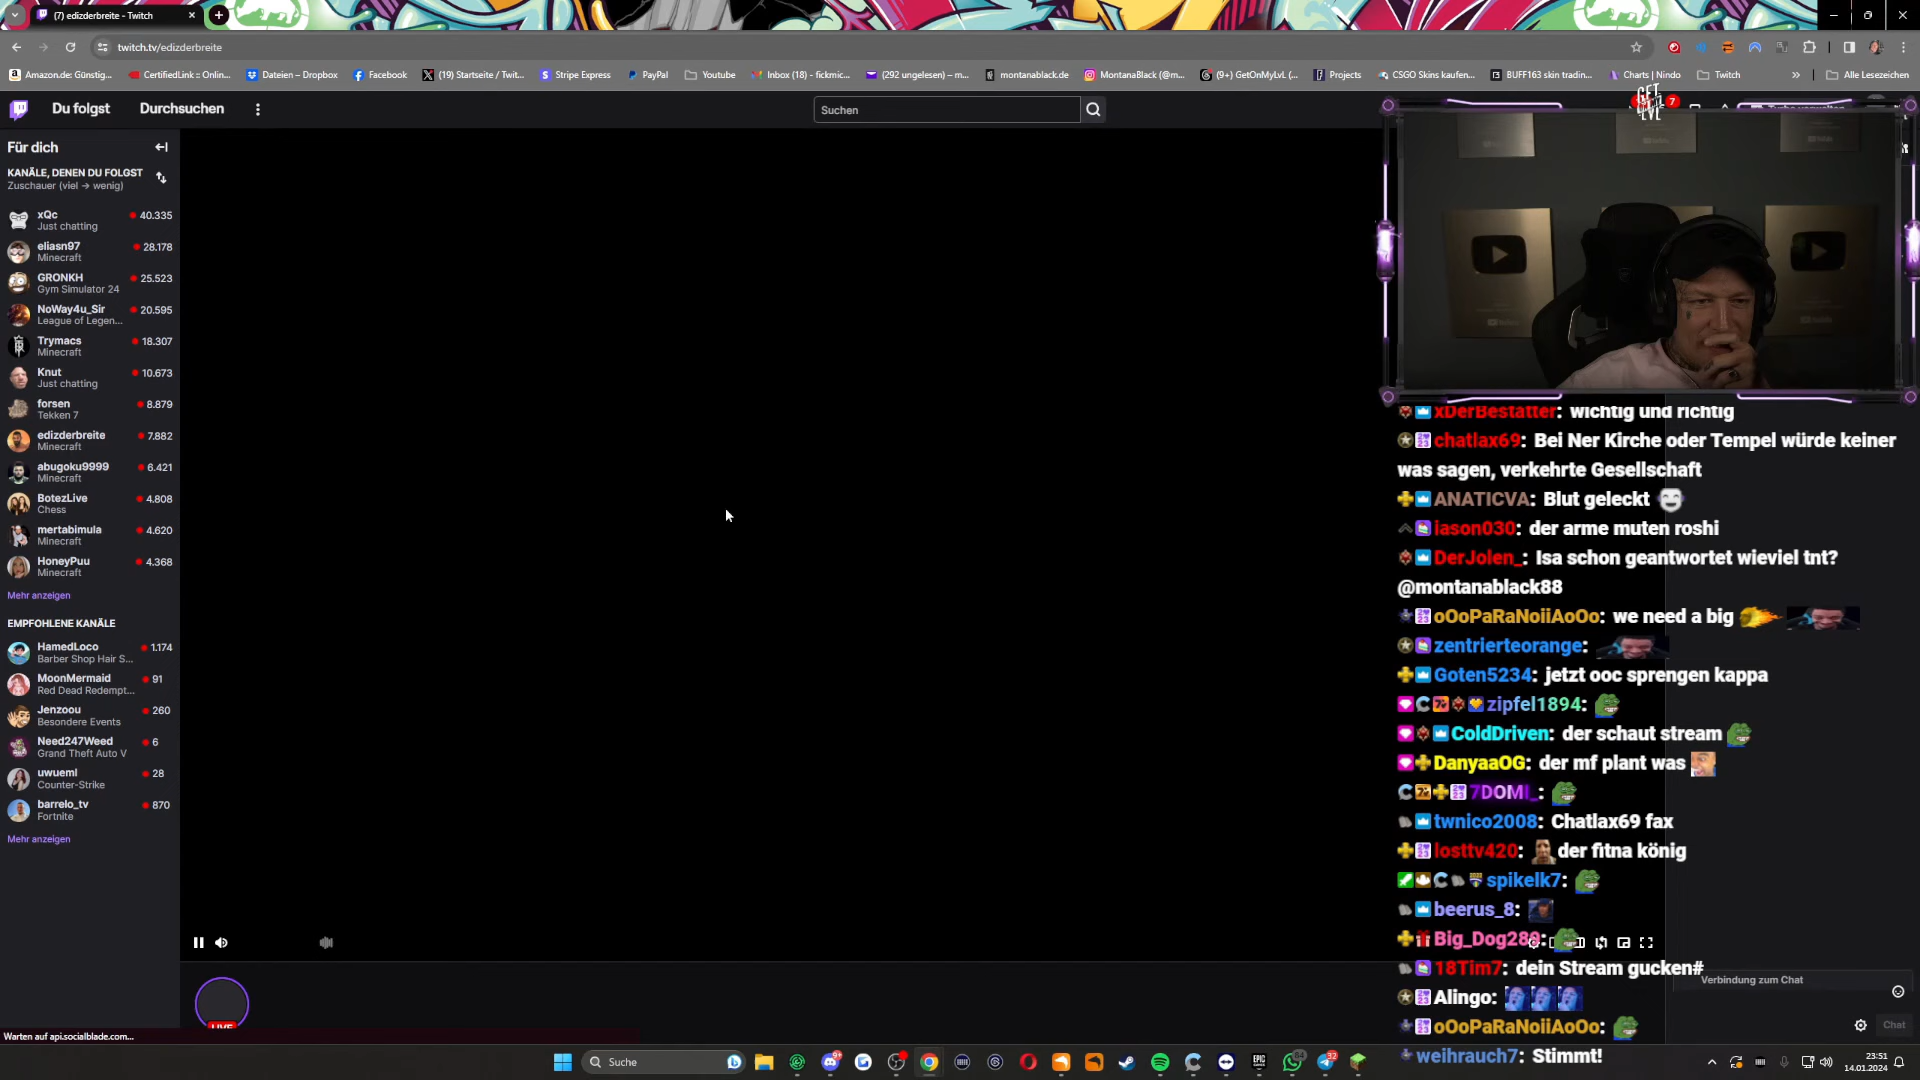 (7) edizderbreite - Twitch
twitch.tv/edizderbreite
Amazon.de: Günstig...
CertifiedLink :: Onlin...
Dateien – Dropbox
Facebook
(19) Startseite / Twit...
Stripe Express
PayPal
Youtube
Inbox (18) - fickmic...
(292 ungelesen) – m...
montanablack.de
MontanaBlack (@m...
(9+) GetOnMyLvL (...
Projects
CSGO Skins kaufen...
BUFF163 skin tradin...
Charts | Nindo
Twitch
»
Alle Lesezeichen
Du folgst
Durchsuchen
Suchen
GET
LVL
7
Für dich
KANÄLE, DENEN DU FOLGST
Zuschauer (viel → wenig)
xQc 40.335
Just chatting
eliasn97 28.178
Minecraft
GRONKH 25.523
Gym Simulator 24
NoWay4u_Sir 20.595
League of Legen...
Trymacs 18.307
Minecraft
Knut 10.673
Just chatting
forsen 8.879
Tekken 7
edizderbreite 7.882
Minecraft
abugoku9999 6.421
Minecraft
BotezLive 4.808
Chess
mertabimula 4.620
Minecraft
HoneyPuu 4.368
Minecraft
Mehr anzeigen
EMPFOHLENE KANÄLE
HamedLoco 1.174
Barber Shop Hair S...
MoonMermaid 91
Red Dead Redempt...
Jenzoou 260
Besondere Events
Need247Weed 6
Grand Theft Auto V
uwuemi 28
Counter-Strike
barrelo_tv 870
Fortnite
Mehr anzeigen
LIVE
Warten auf api.socialblade.com...
xDerBestatter: wichtig und richtig
chatlax69: Bei Ner Kirche oder Tempel würde keiner
was sagen, verkehrte Gesellschaft
ANATICVA: Blut geleckt
iason030: der arme muten roshi
DerJolen_: Isa schon geantwortet wieviel tnt?
@montanablack88
oOoPaRaNoiiAoOo: we need a big
zentrierteorange:
Goten5234: jetzt ooc sprengen kappa
zipfel1894:
ColdDriven: der schaut stream
DanyaaOG: der mf plant was
7DOMI_:
twnico2008: Chatlax69 fax
losttv420: der fitna könig
spikelk7:
beerus_8:
Big_Dog289:
18Tim7: dein Stream gucken#
Verbindung zum Chat
Alingo:
oOoPaRaNoiiAoOo:
Chat
weihrauch7: Stimmt!
Suche
23:51
14.01.2024